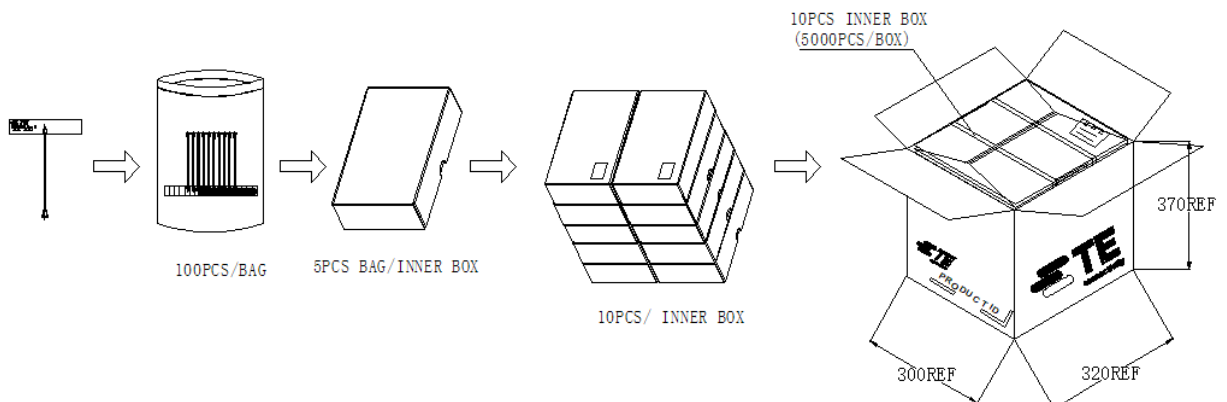 10PCS INNER BOX
(5000PCS/BOX)
100PCS/BAG
5PCS BAG/INNER BOX
10PCS/ INNER BOX
TE
PRODUCT ID
TE
370REF
300REF
320REF